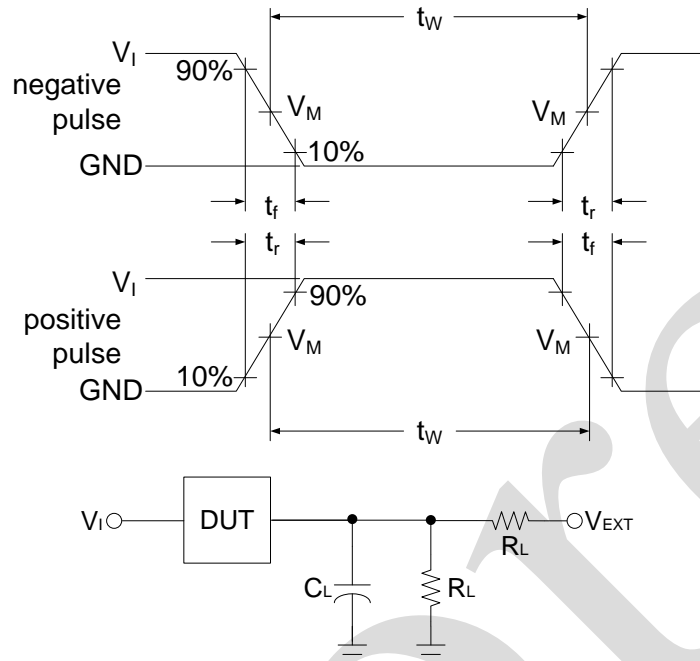 tW
VI
90%
negative
pulse
VM
VM
10%
GND
tf
tr
tr
tf
VI
90%
positive
pulse
VM
VM
10%
GND
tW
VI
DUT
VEXT
RL
CL
RL